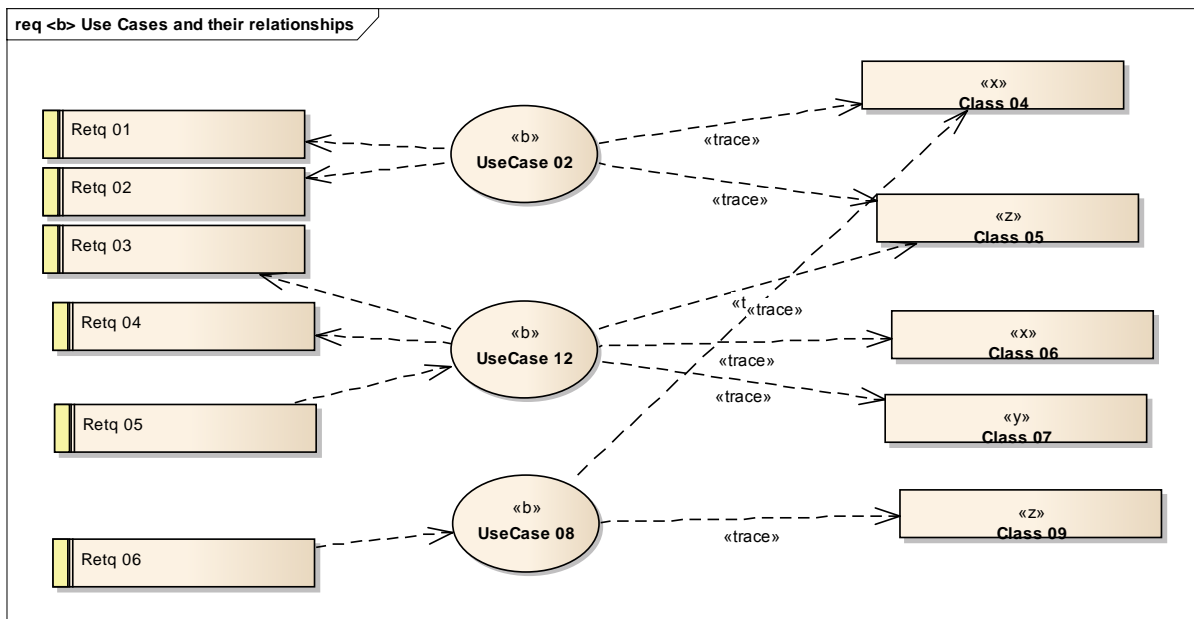 req <b> Use Cases and their relationships
Retq 01
Retq 02
Retq 03
Retq 04
Retq 05
Retq 06
«b»
UseCase 02
«b»
UseCase 12
«b»
UseCase 08
«trace»
«trace»
«t
«trace»
«trace»
«trace»
«trace»
«x»
Class 04
«z»
Class 05
«x»
Class 06
«y»
Class 07
«z»
Class 09